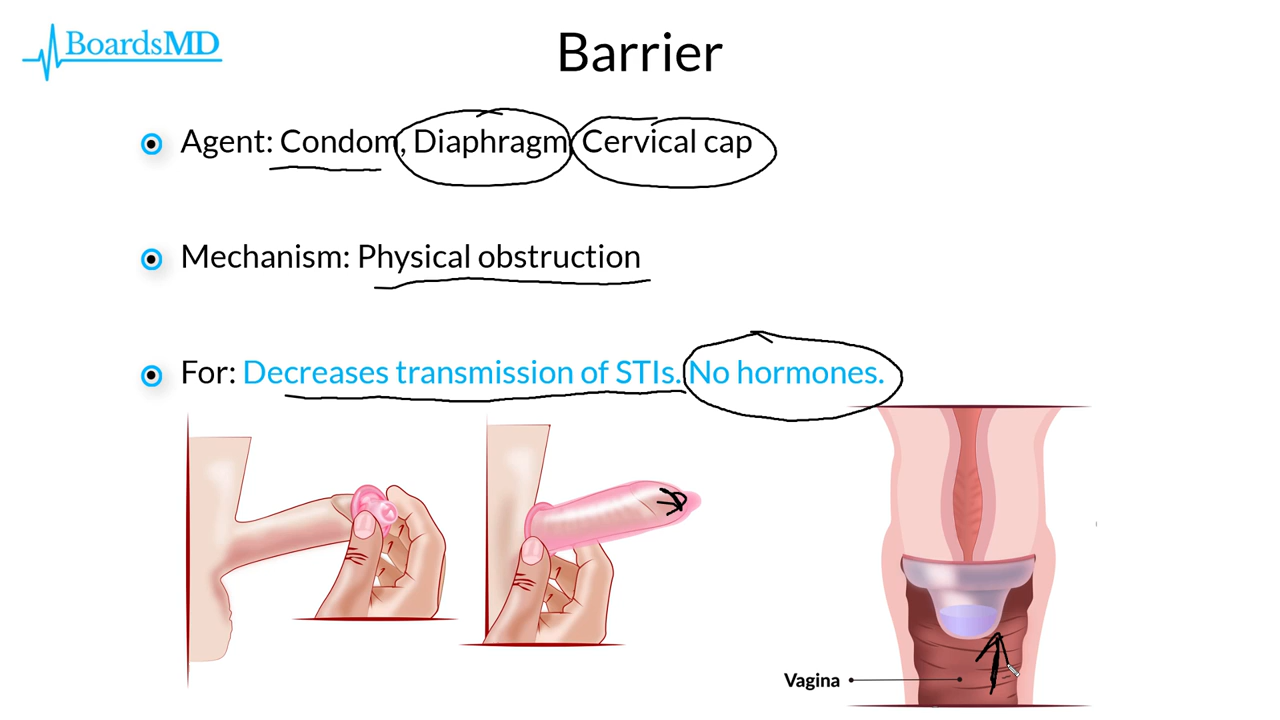 BoardsMD
Barrier
Agent: Condom, Diaphragm, Cervical cap
Mechanism: Physical obstruction
For: Decreases transmission of STIs. No hormones.
Vagina